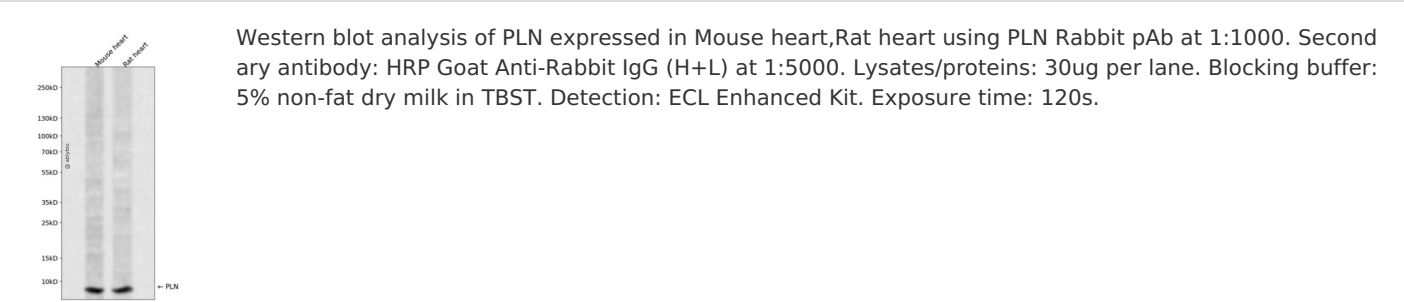 Western blot analysis of PLN expressed in Mouse heart,Rat heart using PLN Rabbit pAb at 1:1000. Second
ary antibody: HRP Goat Anti-Rabbit IgG (H+L) at 1:5000. Lysates/proteins: 30ug per lane. Blocking buffer:
5% non-fat dry milk in TBST. Detection: ECL Enhanced Kit. Exposure time: 120s.
Mouse heart
Rat heart
250kD
130kD
100kD
70kD
55kD
35kD
25kD
15kD
10kD
← PLN